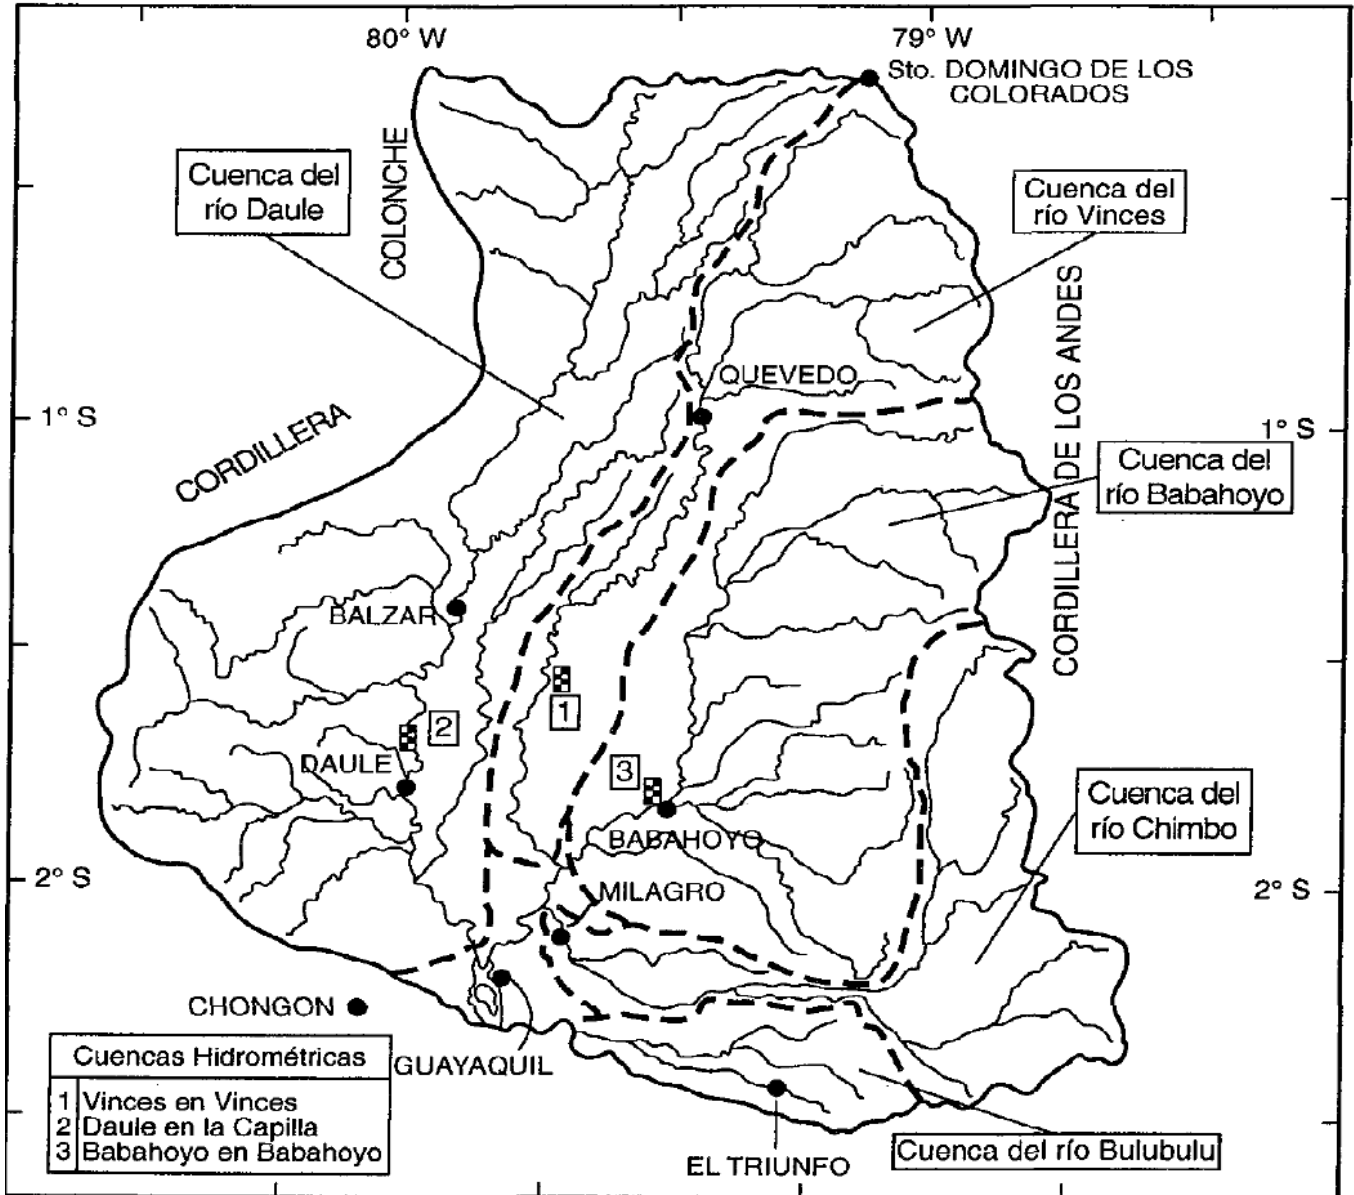 80° W
79° W
Sto. DOMINGO DE LOS
COLORADOS
Cuenca del
río Daule
COLONCHE
Cuenca del
río Vinces
CORDILLERA DE LOS ANDES
QUEVEDO
1° S
1° S
CORDILLERA
Cuenca del
río Babahoyo
BALZAR
1
2
DAULE
3
Cuenca del
río Chimbo
BABAHOYO
2° S
MILAGRO
2° S
CHONGON
GUAYAQUIL
Cuencas Hidrométricas
1 Vinces en Vinces
2 Daule en la Capilla
3 Babahoyo en Babahoyo
EL TRIUNFO
Cuenca del río Bulubulu